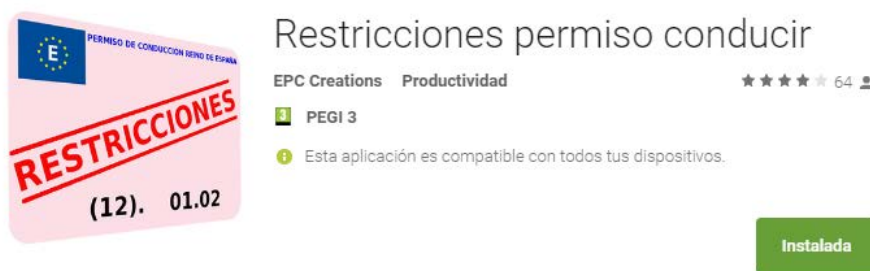 E
PERMISO DE CONDUCCION REINO DE ESPAÑA
RESTRICCIONES
(12). 01.02
Restricciones permiso conducir
EPC Creations Productividad
64
3 PEGI 3
Esta aplicación es compatible con todos tus dispositivos.
Instalada